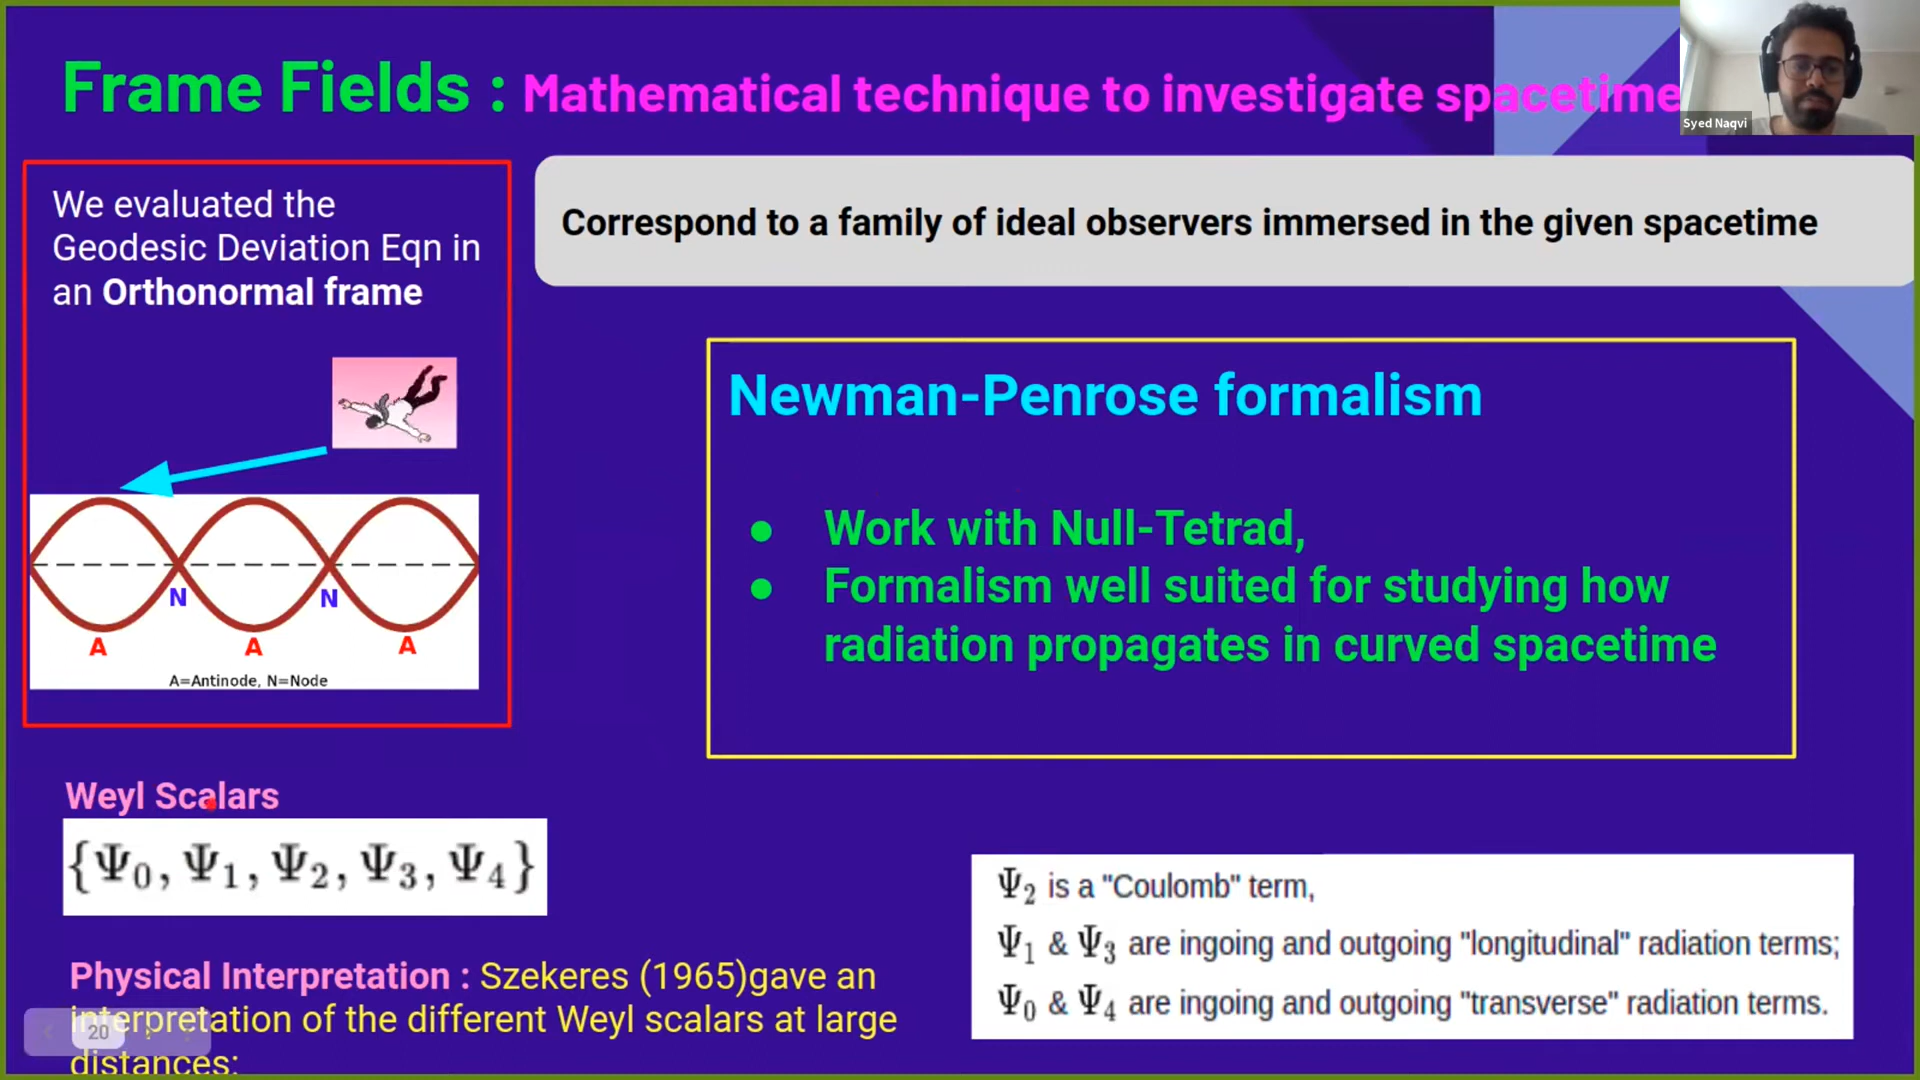 Frame Fields : Mathematical technique to investigate spacetime
Syed Naqvi
We evaluated the
Geodesic Deviation Eqn in
an Orthonormal frame
Correspond to a family of ideal observers immersed in the given spacetime
Newman-Penrose formalism
● Work with Null-Tetrad,
● Formalism well suited for studying how
radiation propagates in curved spacetime
N N
A A A
A=Antinode, N=Node
Weyl Scalars
{Ψ0, Ψ1, Ψ2, Ψ3, Ψ4}
Physical Interpretation : Szekeres (1965)gave an
interpretation of the different Weyl scalars at large
distances:
20
Ψ2 is a "Coulomb" term,
Ψ1 & Ψ3 are ingoing and outgoing "longitudinal" radiation terms;
Ψ0 & Ψ4 are ingoing and outgoing "transverse" radiation terms.